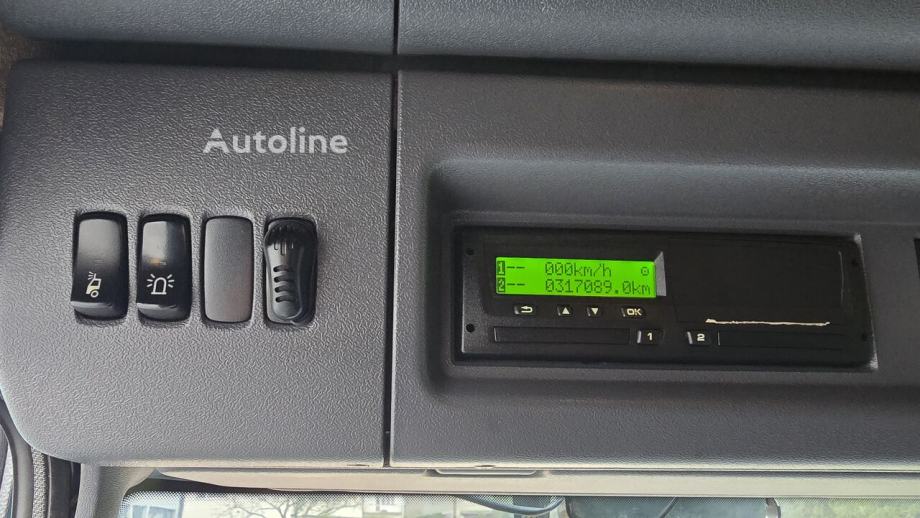 Autoline
1-- 000km/h
2-- 0317089.0km
OK
1 2